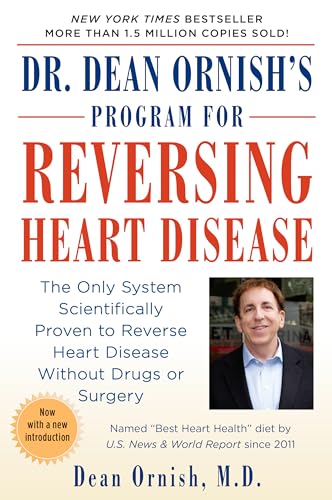 NEW YORK TIMES BESTSELLER
MORE THAN 1.5 MILLION COPIES SOLD!
DR. DEAN ORNISH'S
PROGRAM FOR
REVERSING
HEART DISEASE
The Only System
Scientifically
Proven to Reverse
Heart Disease
Without Drugs or
Surgery
Now with
a new
introduction
Named "Best Heart Health" diet by
U.S. News & World Report since 2011
Dean Ornish, M.D.